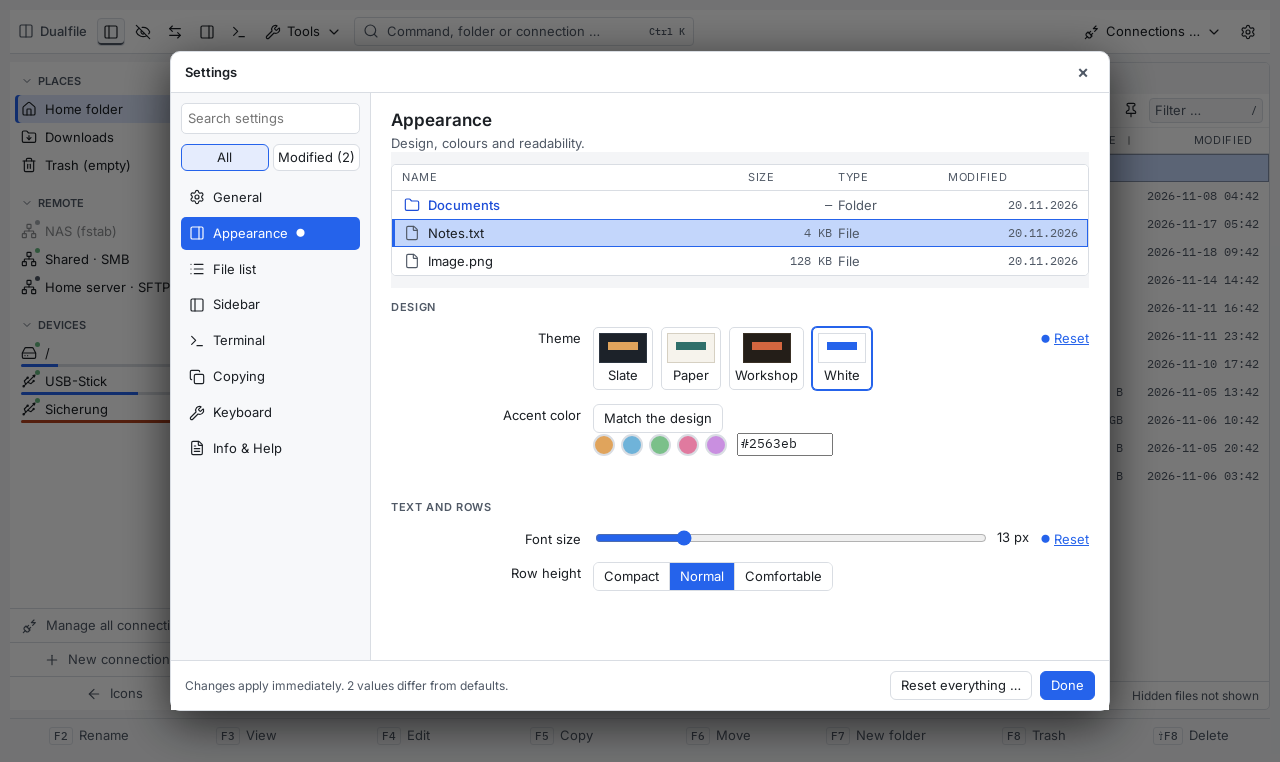 Dualfile
Tools
Command, folder or connection ...
Ctrl K
Connections ...
Settings
×
PLACES
Home folder
Downloads
Trash (empty)
REMOTE
NAS (fstab)
Shared · SMB
Home server · SFTP
DEVICES
/
USB-Stick
Sicherung
Manage all connecti
New connection
Icons
Search settings
All
Modified (2)
General
Appearance
File list
Sidebar
Terminal
Copying
Keyboard
Info & Help
Appearance
Design, colours and readability.
NAME SIZE TYPE MODIFIED
Documents — Folder 20.11.2026
Notes.txt 4 KB File 20.11.2026
Image.png 128 KB File 20.11.2026
DESIGN
Theme
Slate
Paper
Workshop
White
Reset
Accent color
Match the design
#2563eb
TEXT AND ROWS
Font size
13 px
Reset
Row height
Compact
Normal
Comfortable
Changes apply immediately. 2 values differ from defaults.
Reset everything ...
Done
Filter ...
/
E
MODIFIED
2026-11-08 04:42
2026-11-17 05:42
2026-11-18 09:42
2026-11-14 14:42
2026-11-11 16:42
2026-11-11 23:42
2026-11-10 17:42
B 2026-11-05 13:42
GB 2026-11-06 10:42
B 2026-11-05 20:42
B 2026-11-06 03:42
Hidden files not shown
F2 Rename
F3 View
F4 Edit
F5 Copy
F6 Move
F7 New folder
F8 Trash
⇧F8 Delete